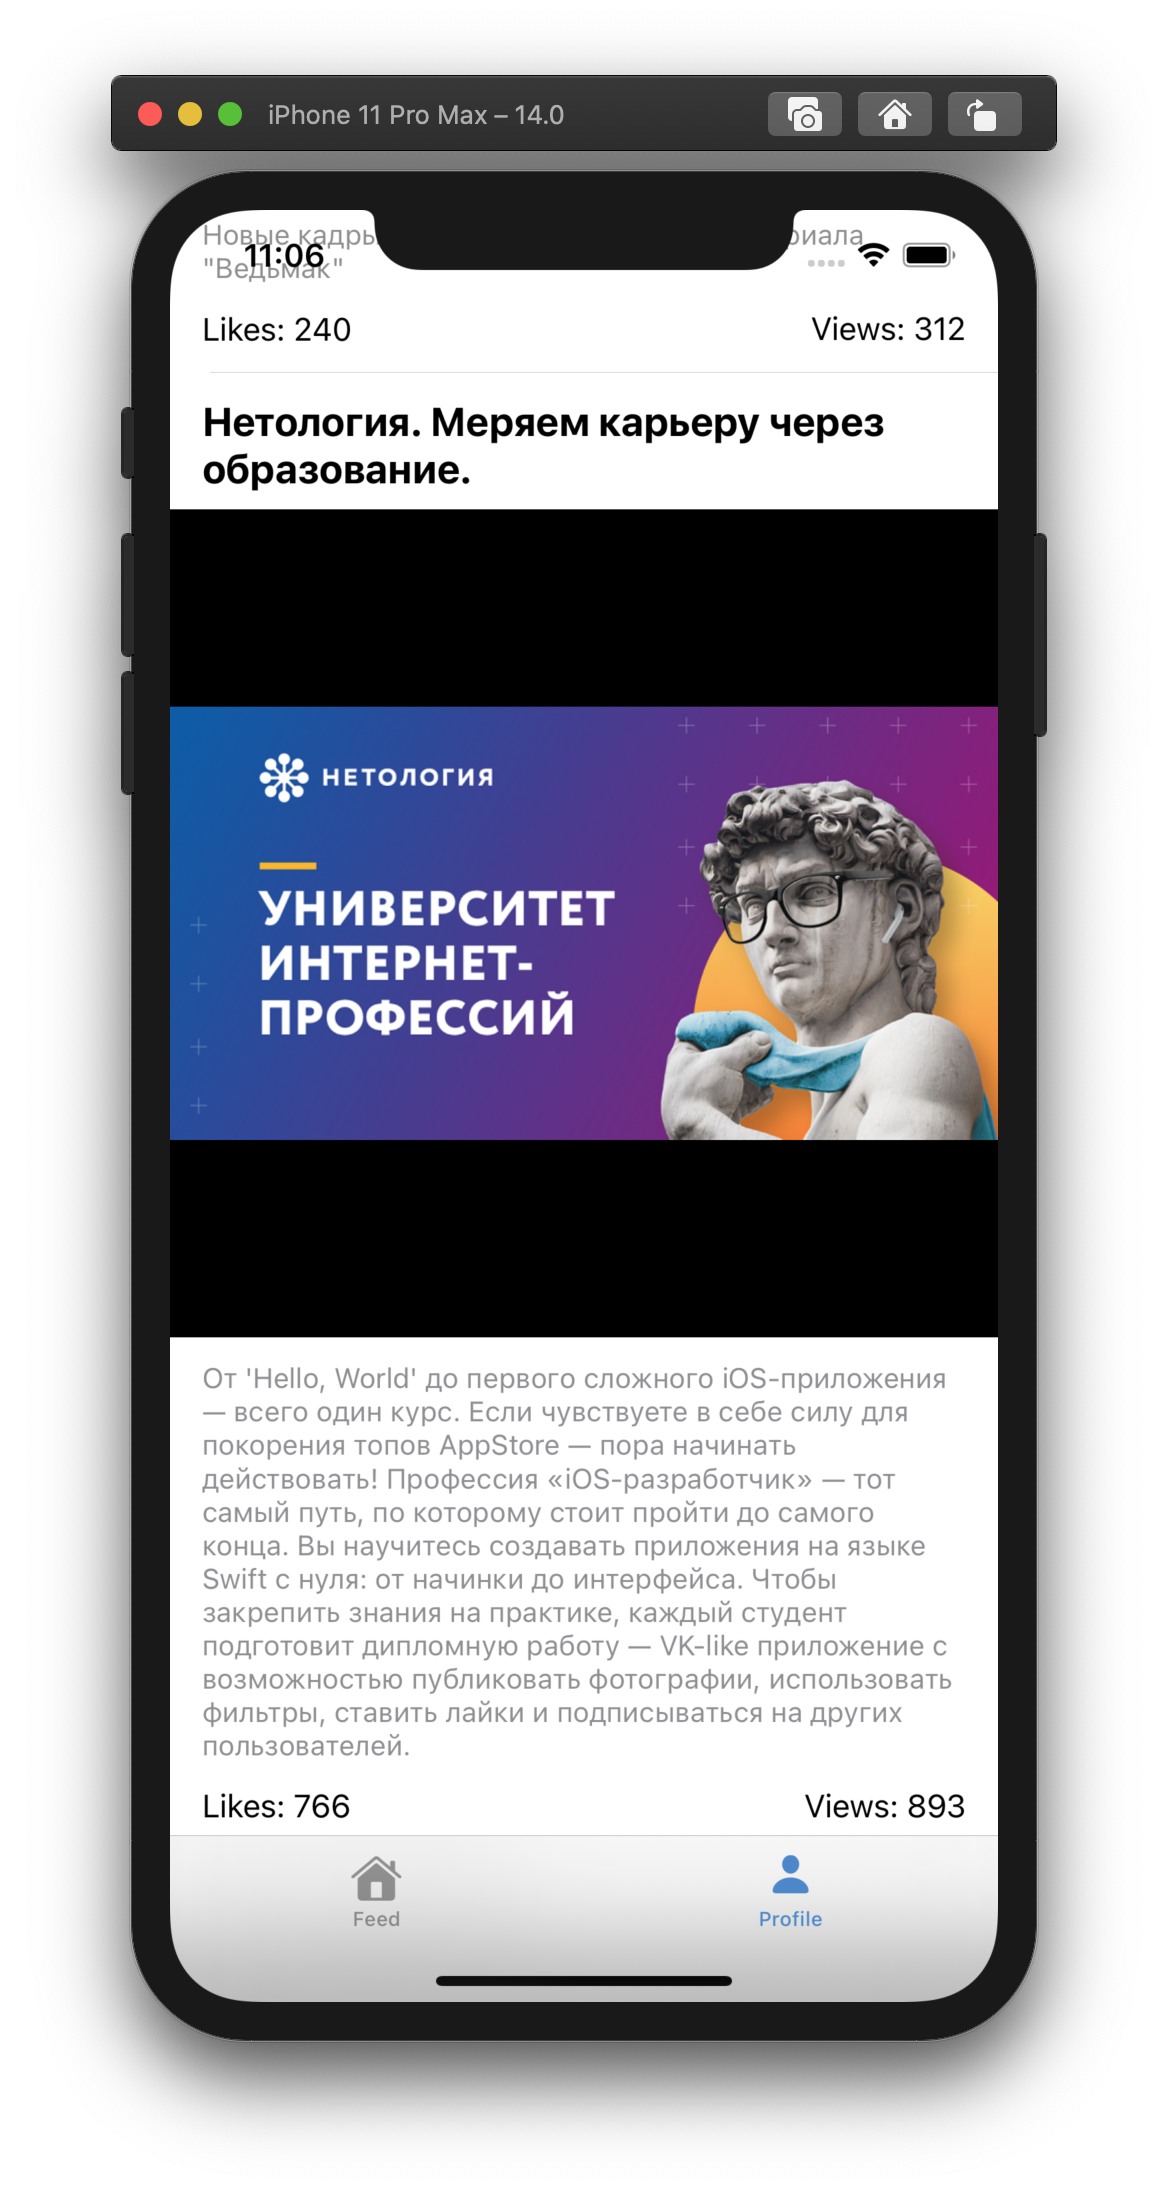 iPhone 11 Pro Max – 14.0
Новые кадры риала
11:06
"Ведьмак"
Likes: 240 Views: 312
Нетология. Меряем карьеру через
образование.
НЕТОЛОГИЯ
УНИВЕРСИТЕТ
ИНТЕРНЕТ-
ПРОФЕССИЙ
От 'Hello, World' до первого сложного iOS-приложения
— всего один курс. Если чувствуете в себе силу для
покорения топов AppStore — пора начинать
действовать! Профессия «iOS-разработчик» — тот
самый путь, по которому стоит пройти до самого
конца. Вы научитесь создавать приложения на языке
Swift с нуля: от начинки до интерфейса. Чтобы
закрепить знания на практике, каждый студент
подготовит дипломную работу — VK-like приложение с
возможностью публиковать фотографии, использовать
фильтры, ставить лайки и подписываться на других
пользователей.
Likes: 766 Views: 893
Feed Profile